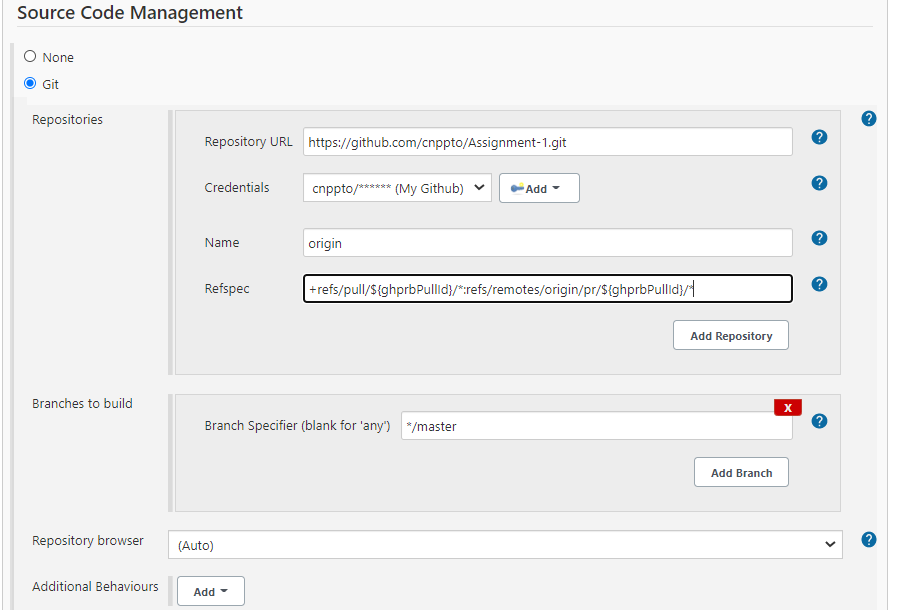 Source Code Management
None
Git
Repositories
Repository URL https://github.com/cnppto/Assignment-1.git
Credentials cnppto/****** (My Github) Add
Name origin
Refspec +refs/pull/${ghprbPullId}/*:refs/remotes/origin/pr/${ghprbPullId}/*
Add Repository
Branches to build
X
Branch Specifier (blank for 'any') */master
Add Branch
Repository browser (Auto)
Additional Behaviours Add